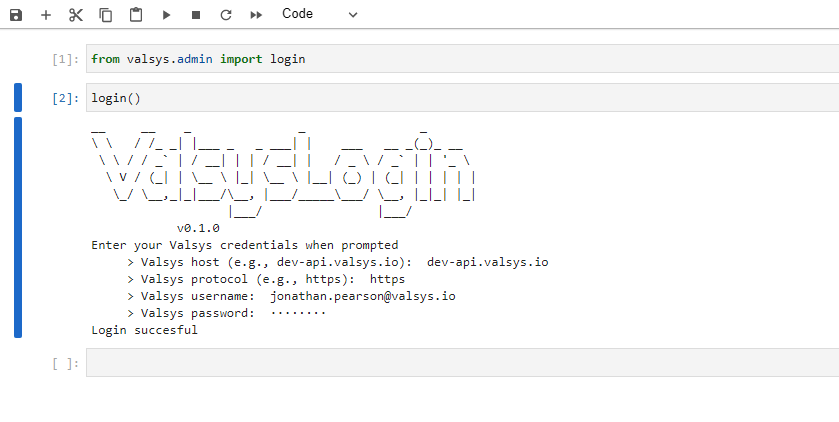 Code
[1]: from valsys.admin import login
[2]: login()
ValsysLogin
v0.1.0
Enter your Valsys credentials when prompted
> Valsys host (e.g., dev-api.valsys.io): dev-api.valsys.io
> Valsys protocol (e.g., https): https
> Valsys username: jonathan.pearson@valsys.io
> Valsys password: ········
Login succesful
[ ]: